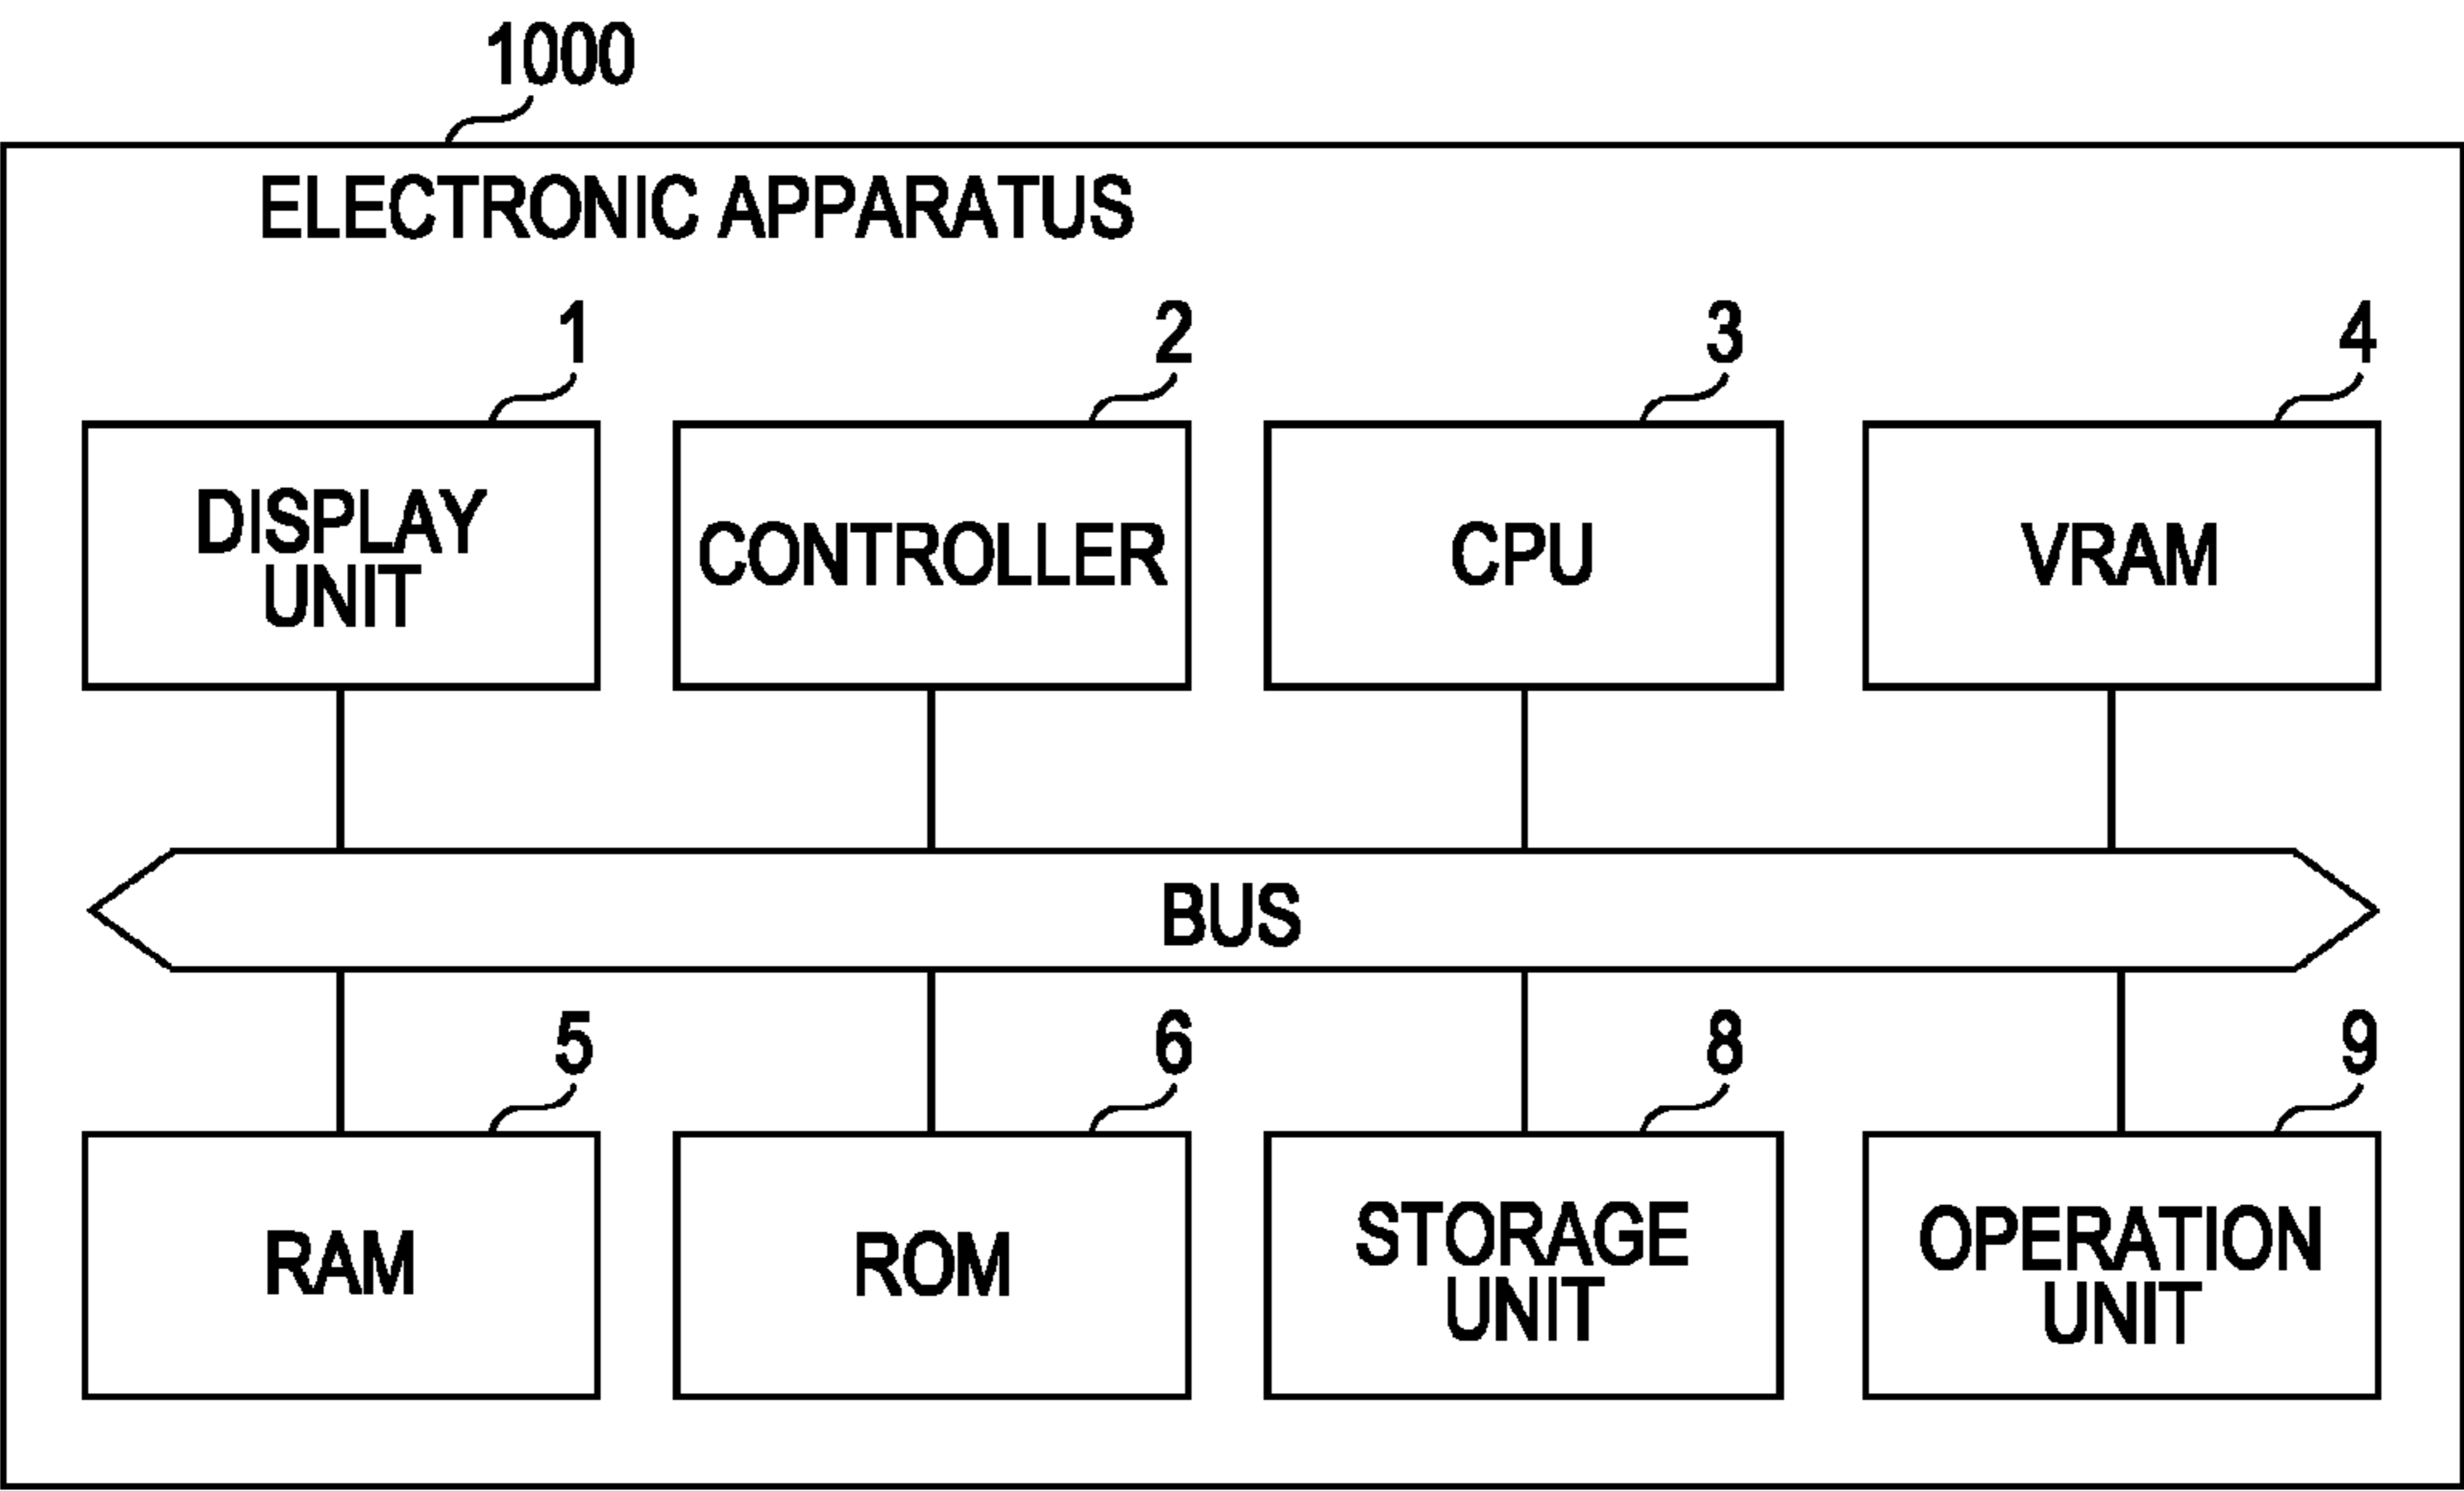 1000
ELECTRONIC APPARATUS
1
2
3
4
DISPLAY
UNIT
CONTROLLER
CPU
VRAM
BUS
5
6
8
9
RAM
ROM
STORAGE
UNIT
OPERATION
UNIT